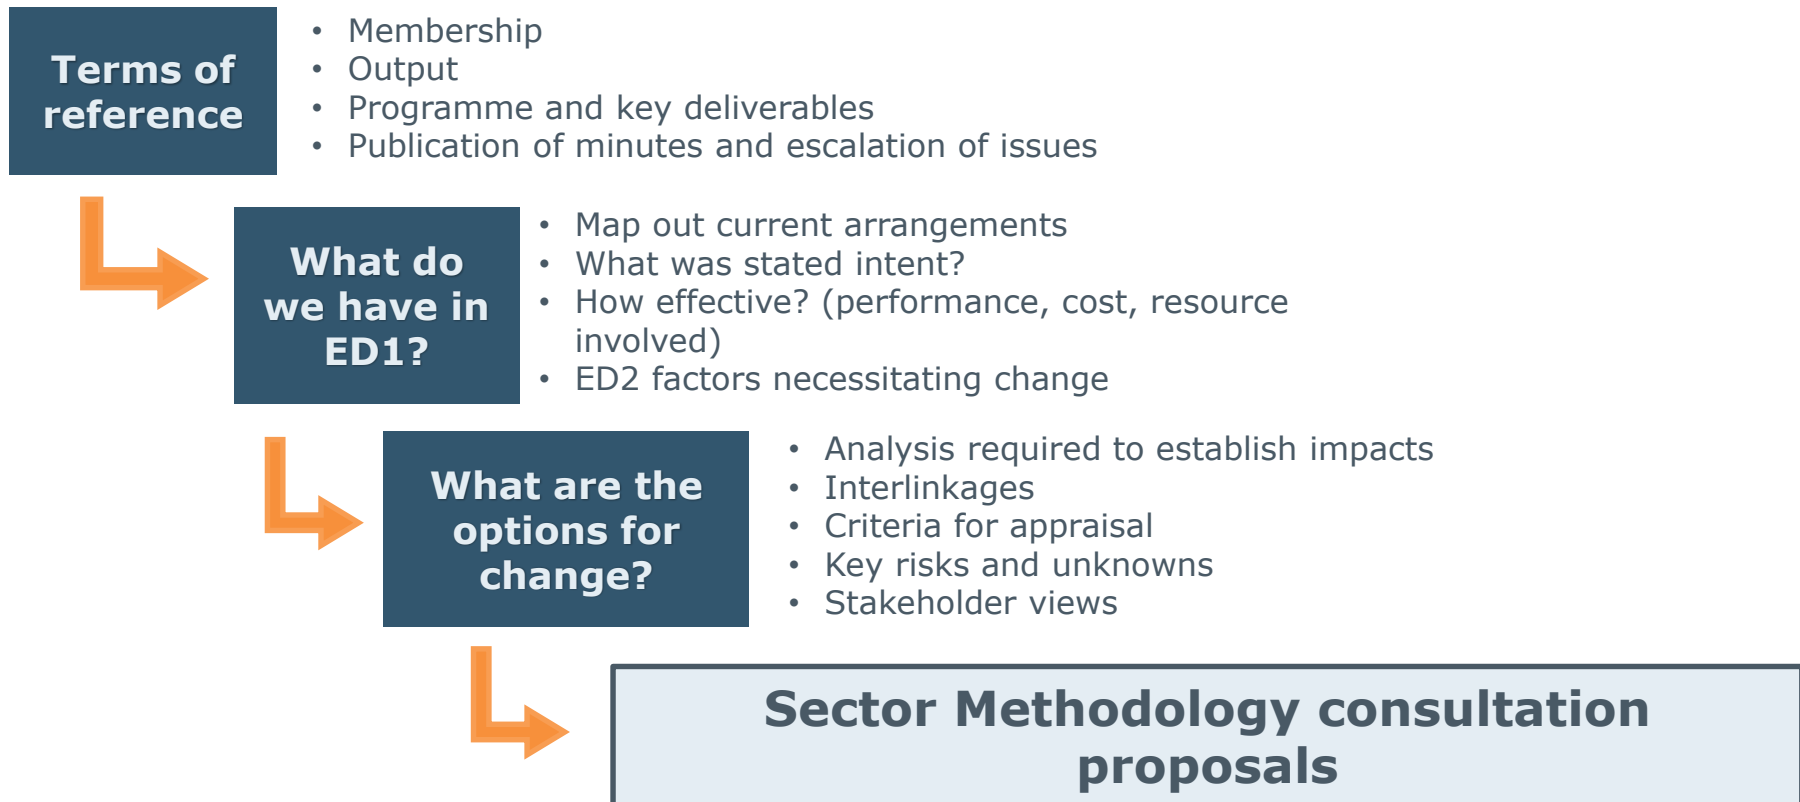 Terms of
reference
• Membership
• Output
• Programme and key deliverables
• Publication of minutes and escalation of issues
What do
we have in
ED1?
• Map out current arrangements
• What was stated intent?
• How effective? (performance, cost, resource
involved)
• ED2 factors necessitating change
What are the
options for
change?
• Analysis required to establish impacts
• Interlinkages
• Criteria for appraisal
• Key risks and unknowns
• Stakeholder views
Sector Methodology consultation
proposals